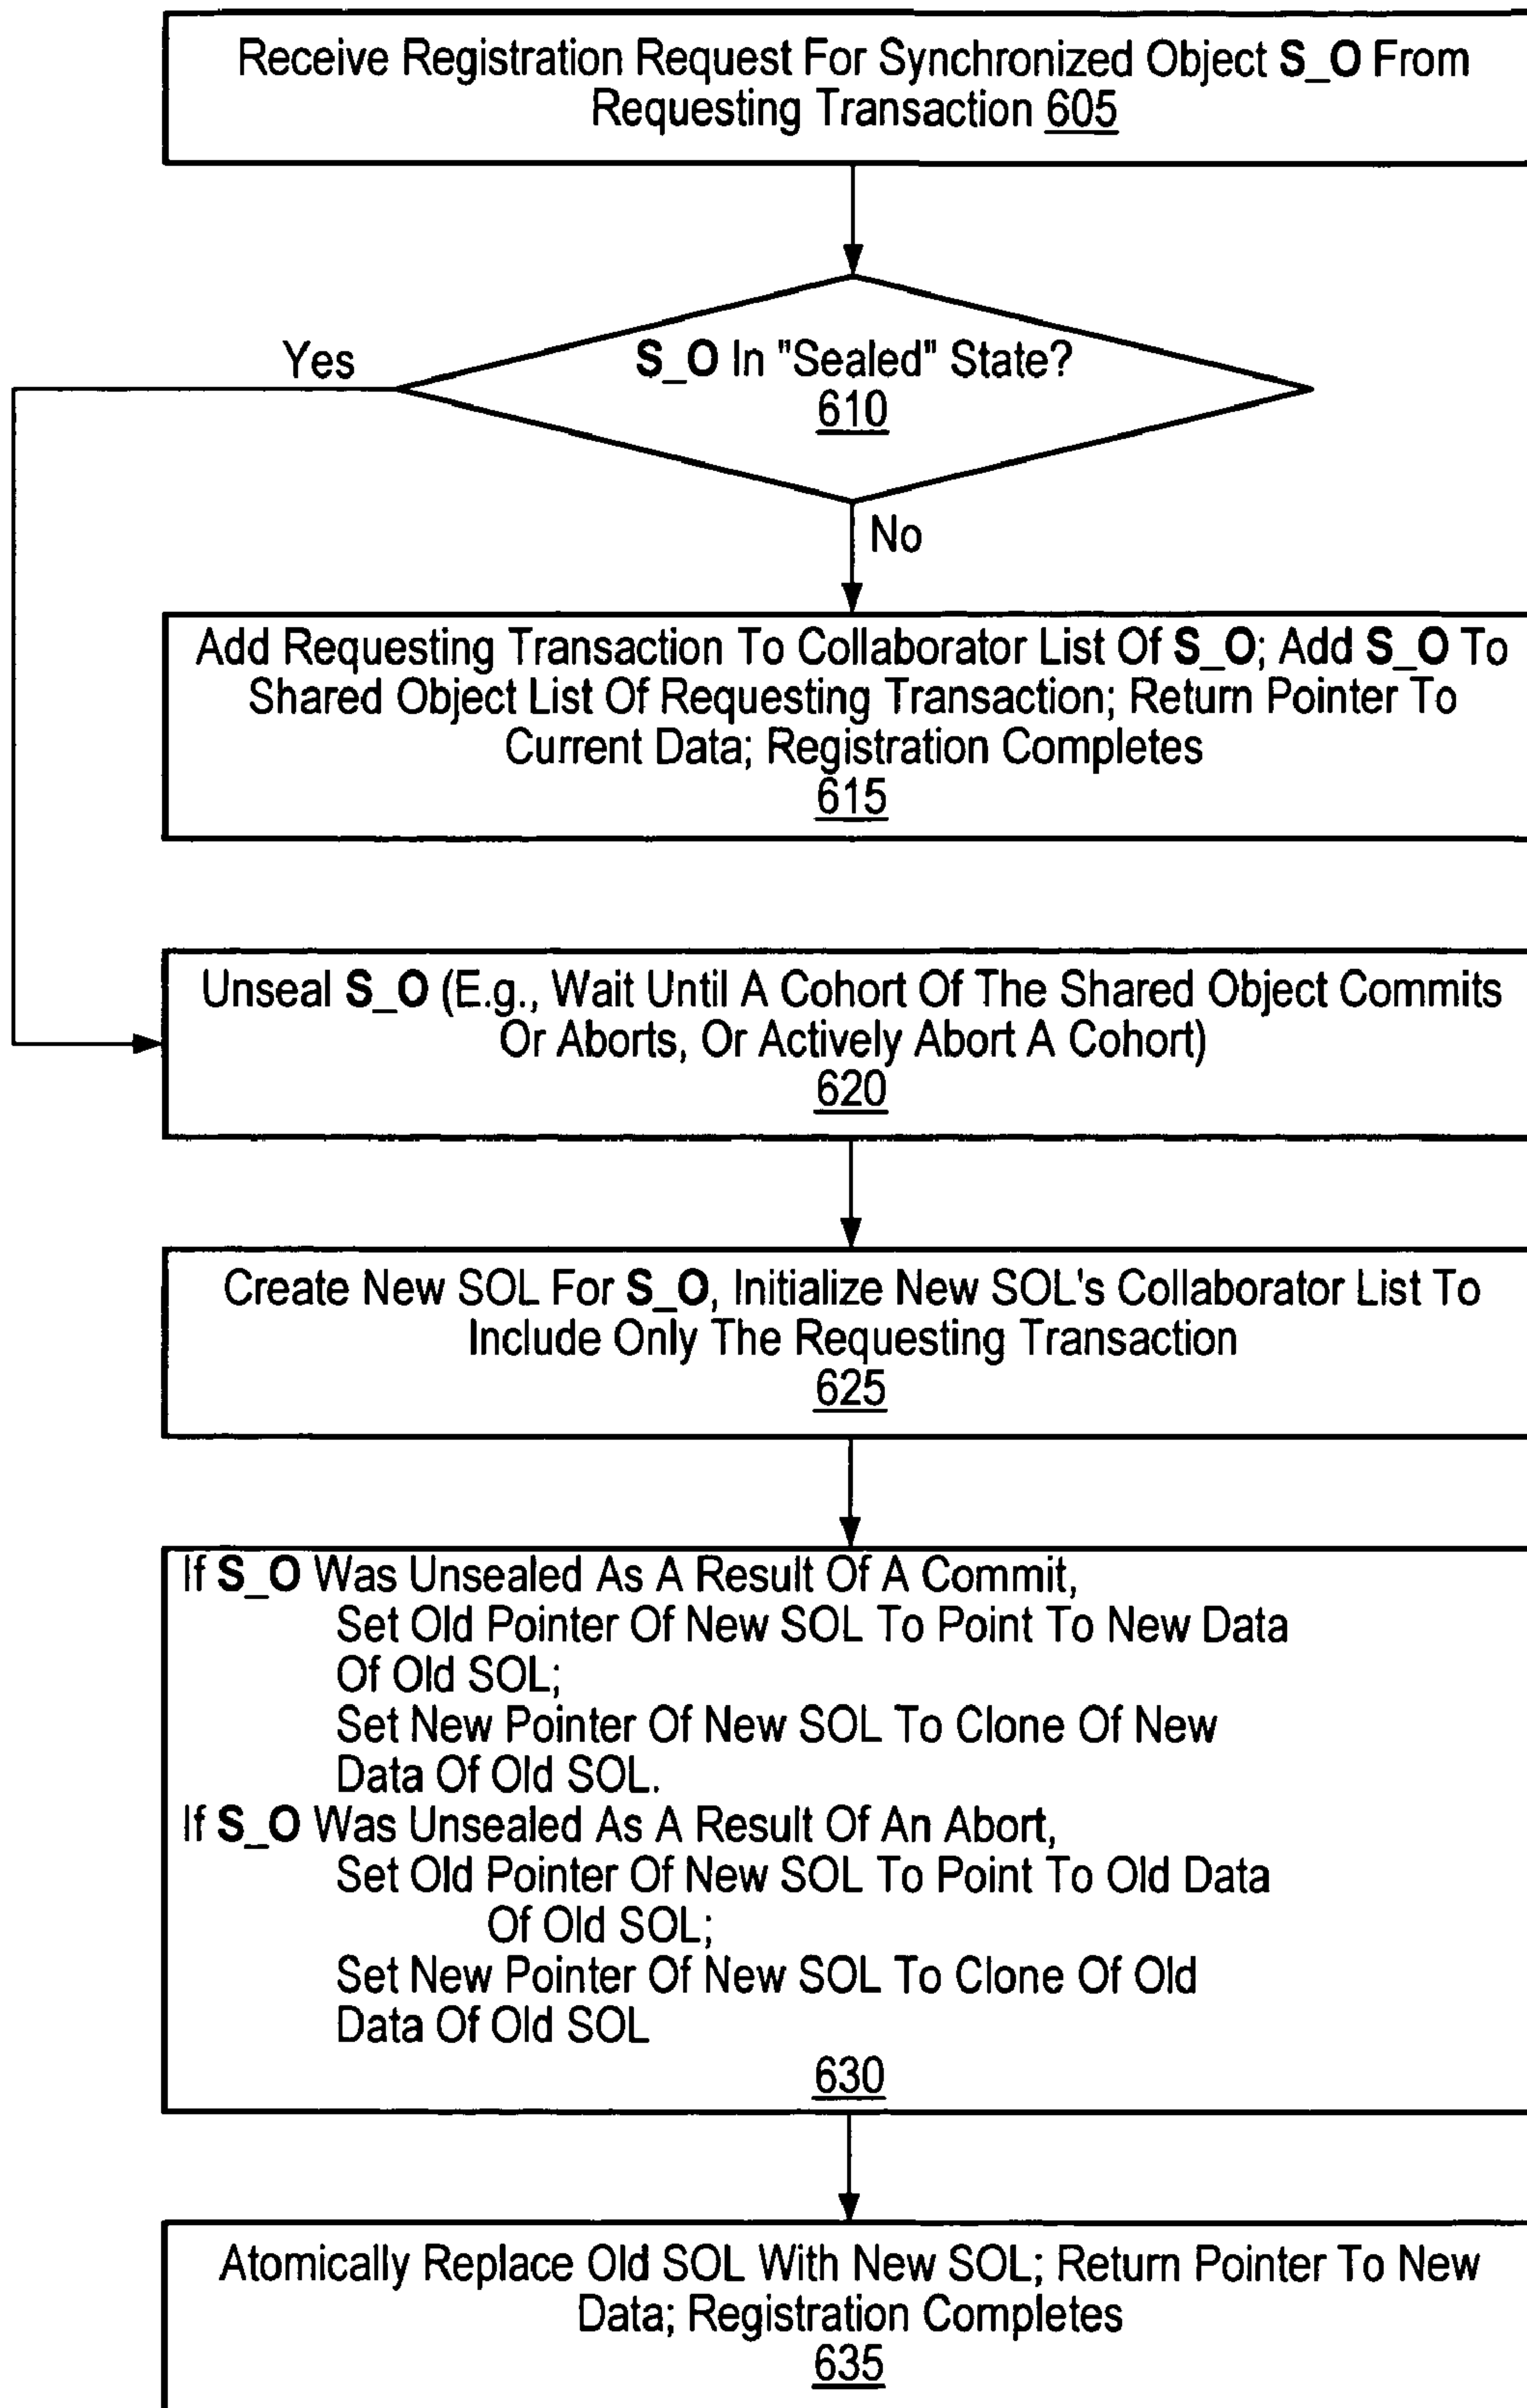 Receive Registration Request For Synchronized Object S_O From
Requesting Transaction 605
Yes
S_O In "Sealed" State?
610
No
Add Requesting Transaction To Collaborator List Of S_O; Add S_O To
Shared Object List Of Requesting Transaction; Return Pointer To
Current Data; Registration Completes
615
Unseal S_O (E.g., Wait Until A Cohort Of The Shared Object Commits
Or Aborts, Or Actively Abort A Cohort)
620
Create New SOL For S_O, Initialize New SOL's Collaborator List To
Include Only The Requesting Transaction
625
If S_O Was Unsealed As A Result Of A Commit,
Set Old Pointer Of New SOL To Point To New Data
Of Old SOL;
Set New Pointer Of New SOL To Clone Of New
Data Of Old SOL.
If S_O Was Unsealed As A Result Of An Abort,
Set Old Pointer Of New SOL To Point To Old Data
Of Old SOL;
Set New Pointer Of New SOL To Clone Of Old
Data Of Old SOL
630
Atomically Replace Old SOL With New SOL; Return Pointer To New
Data; Registration Completes
635